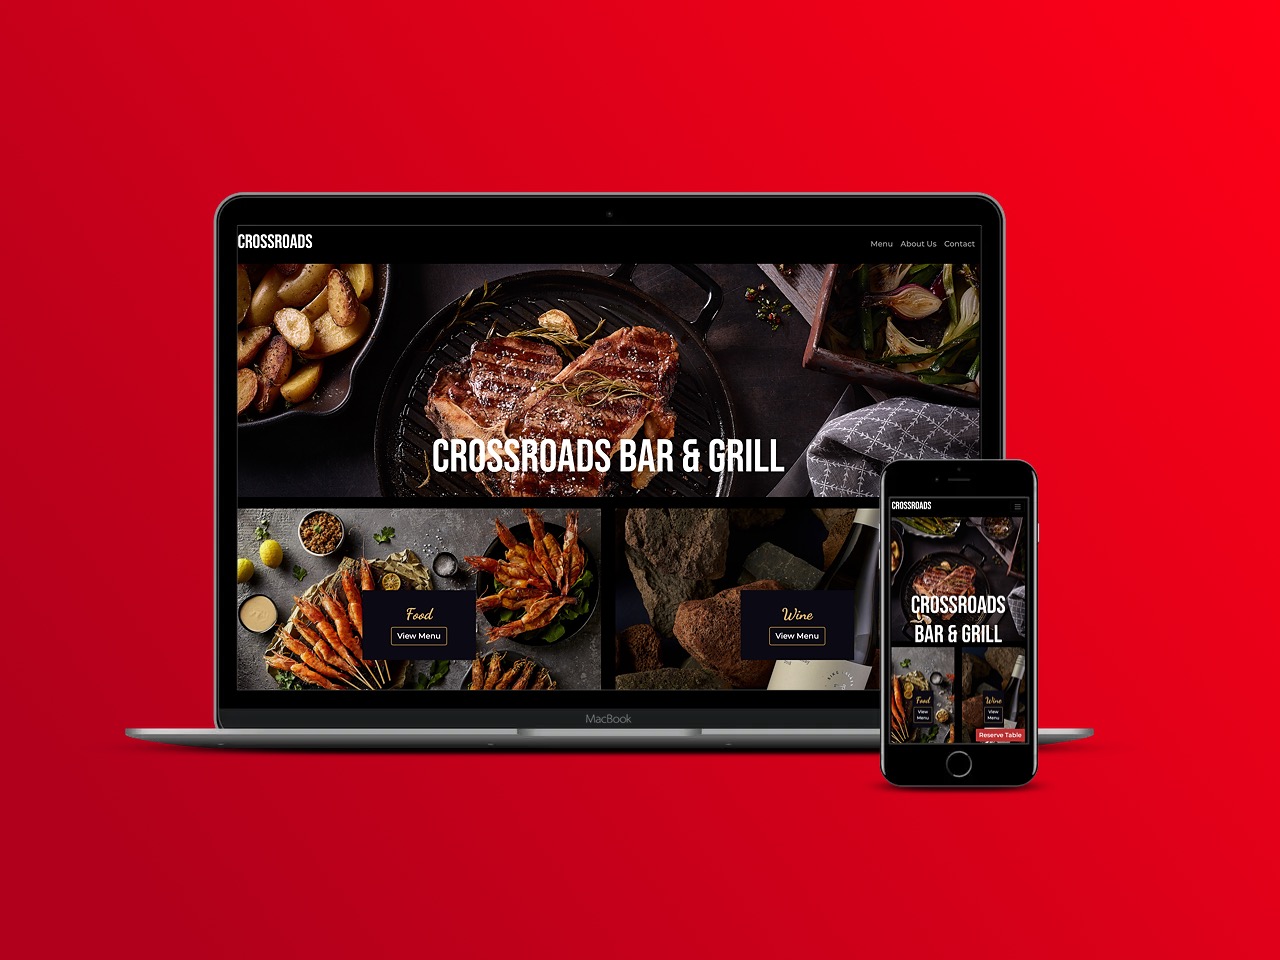 CROSSROADS
Menu About Us Contact
CROSSROADS BAR & GRILL
Food
View Menu
Wine
View Menu
MacBook
CROSSROADS
CROSSROADS
BAR & GRILL
Food
View
Menu
Wine
View
Menu
Reserve Table